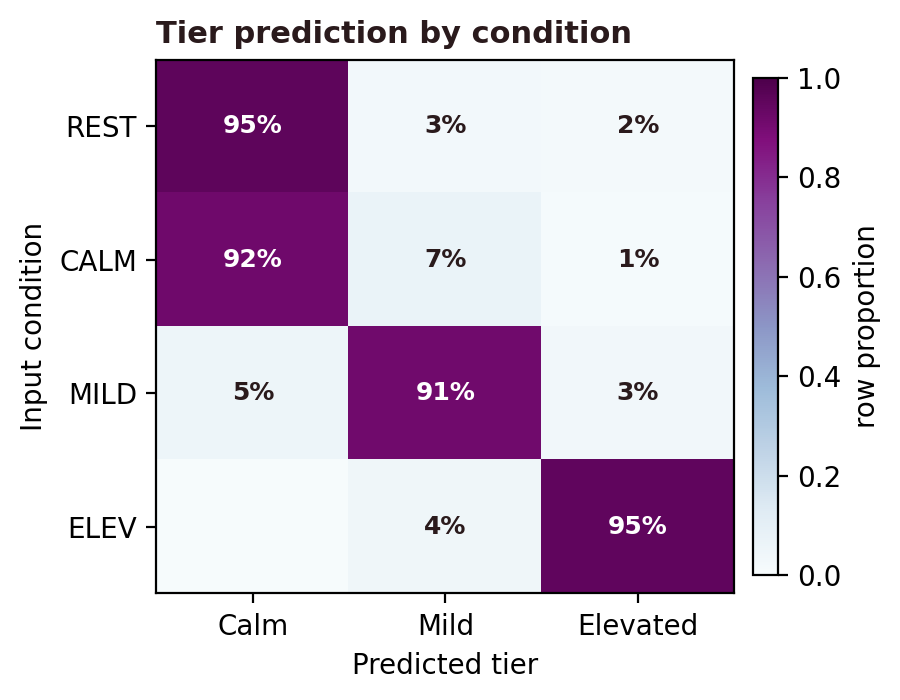 Tier prediction by condition
REST 95% 3% 2%
CALM 92% 7% 1%
MILD 5% 91% 3%
ELEV 4% 95%
Calm Mild Elevated
Predicted tier
Input condition
1.0
0.8
0.6
0.4
0.2
0.0
row proportion